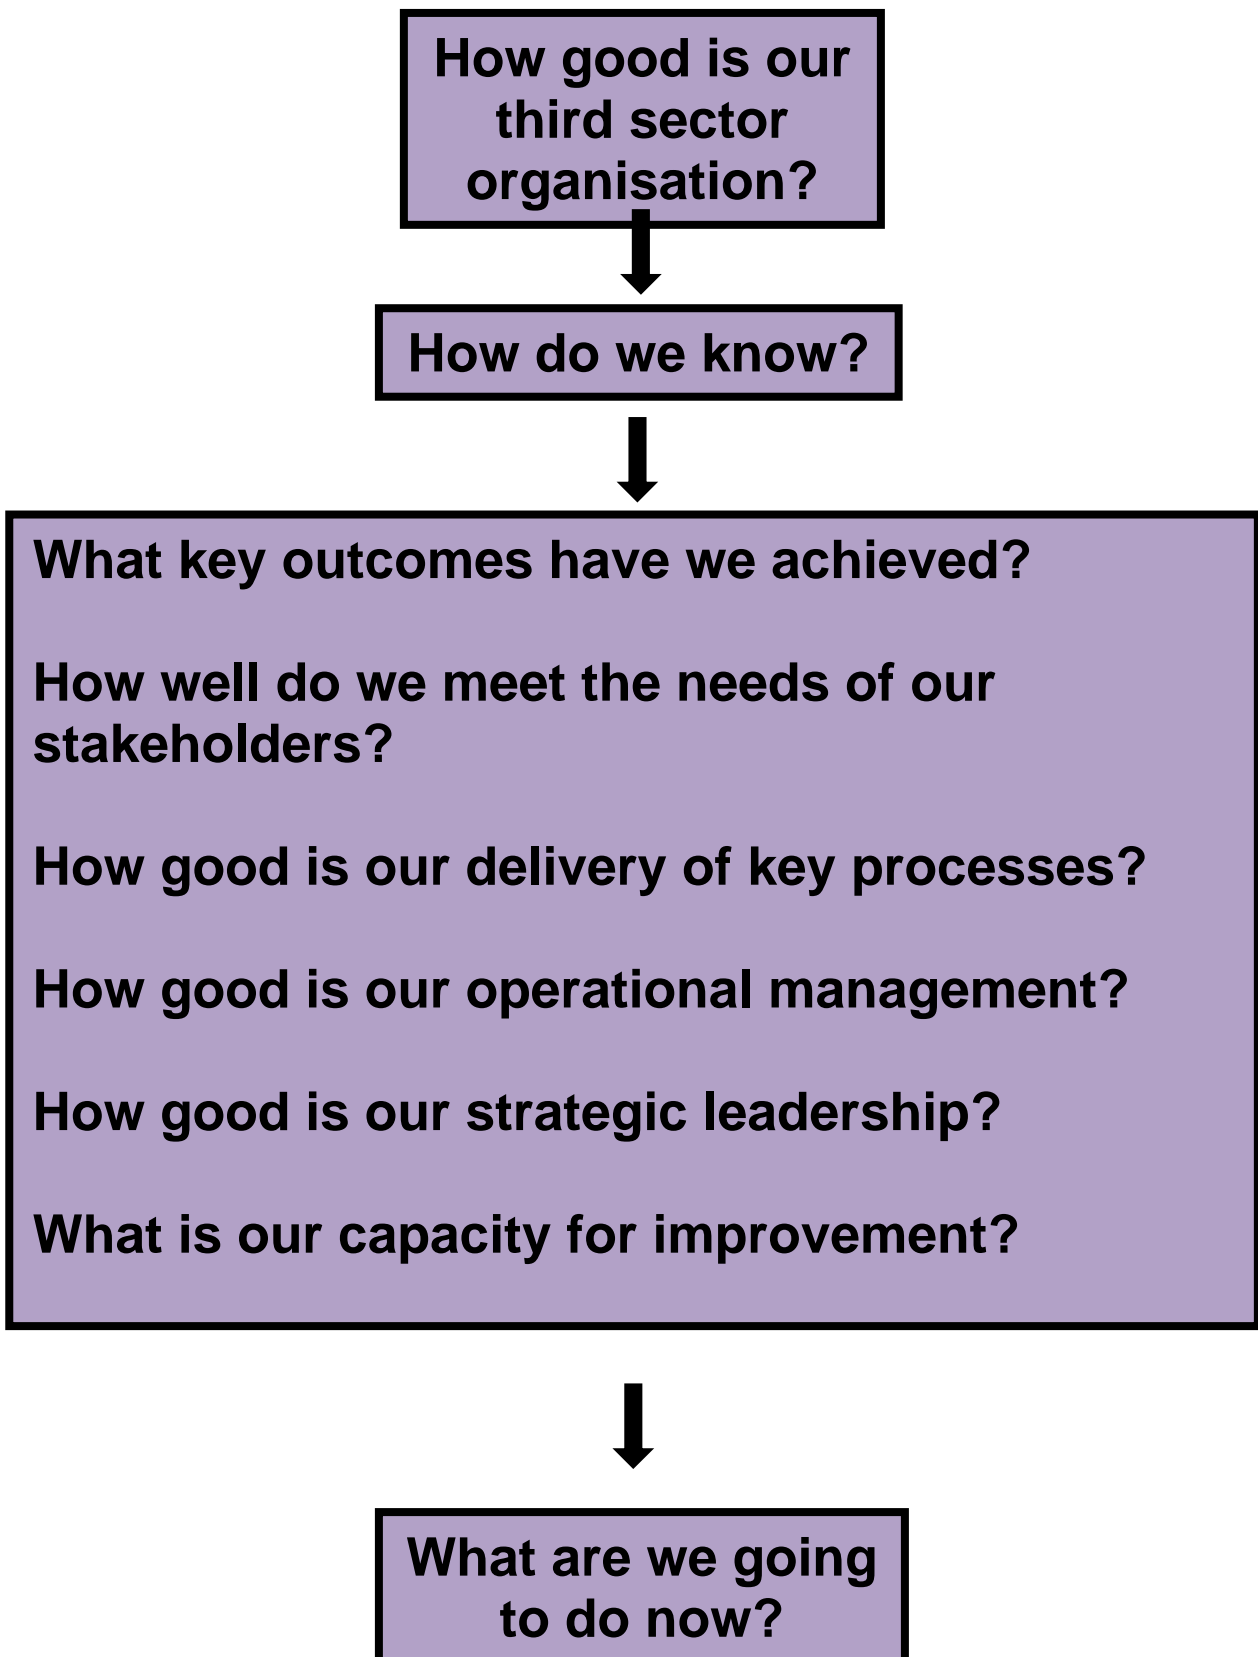 How good is our
third sector
organisation?
How do we know?
What key outcomes have we achieved?
How well do we meet the needs of our
stakeholders?
How good is our delivery of key processes?
How good is our operational management?
How good is our strategic leadership?
What is our capacity for improvement?
What are we going
to do now?